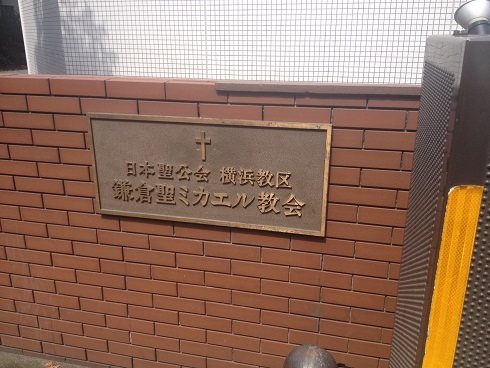 日本聖公会 横浜教区
鎌倉聖ミカエル教会